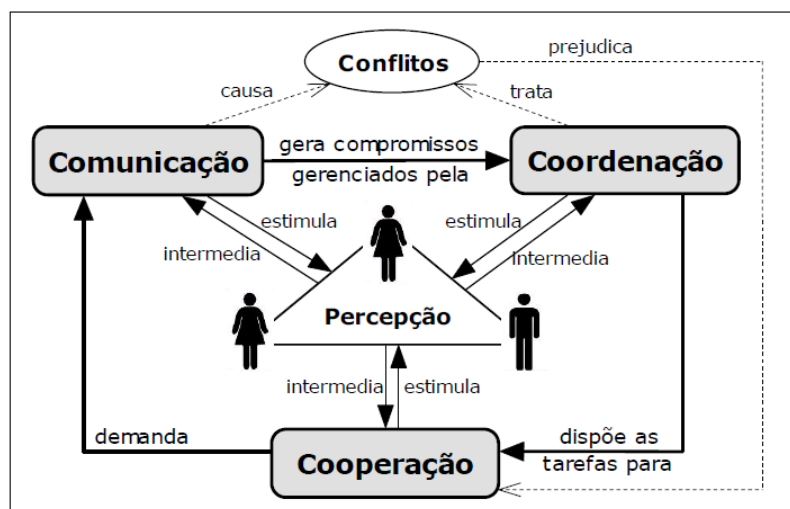 Conflitos
prejudica
causa
trata
Comunicação
gera compromissos
gerenciados pela
Coordenação
estimula
intermedia
estimula
intermedia
Percepção
intermedia
estimula
demanda
Cooperação
dispõe as
tarefas para